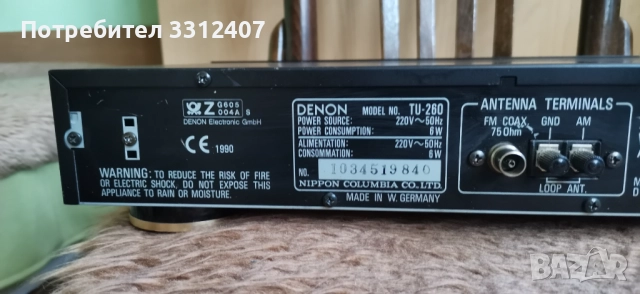 Потребител 3312407
Z G605
004A S
DENON Electronic GmbH
CE 1990
WARNING: TO REDUCE THE RISK OF FIRE
OR ELECTRIC SHOCK, DO NOT EXPOSE THIS
APPLIANCE TO RAIN OR MOISTURE.
DENON MODEL NO. TU-260
POWER SOURCE: 220V~50Hz
POWER CONSUMPTION: 6W
ALIMENTATION: 220V~50Hz
CONSOMMATION: 6W
NO. 1034519840
NIPPON COLUMBIA CO.LTD.
MADE IN W.GERMANY
ANTENNA TERMINALS
FM COAX. GND AM
75 Ohm
LOOP ANT.
BAZAR